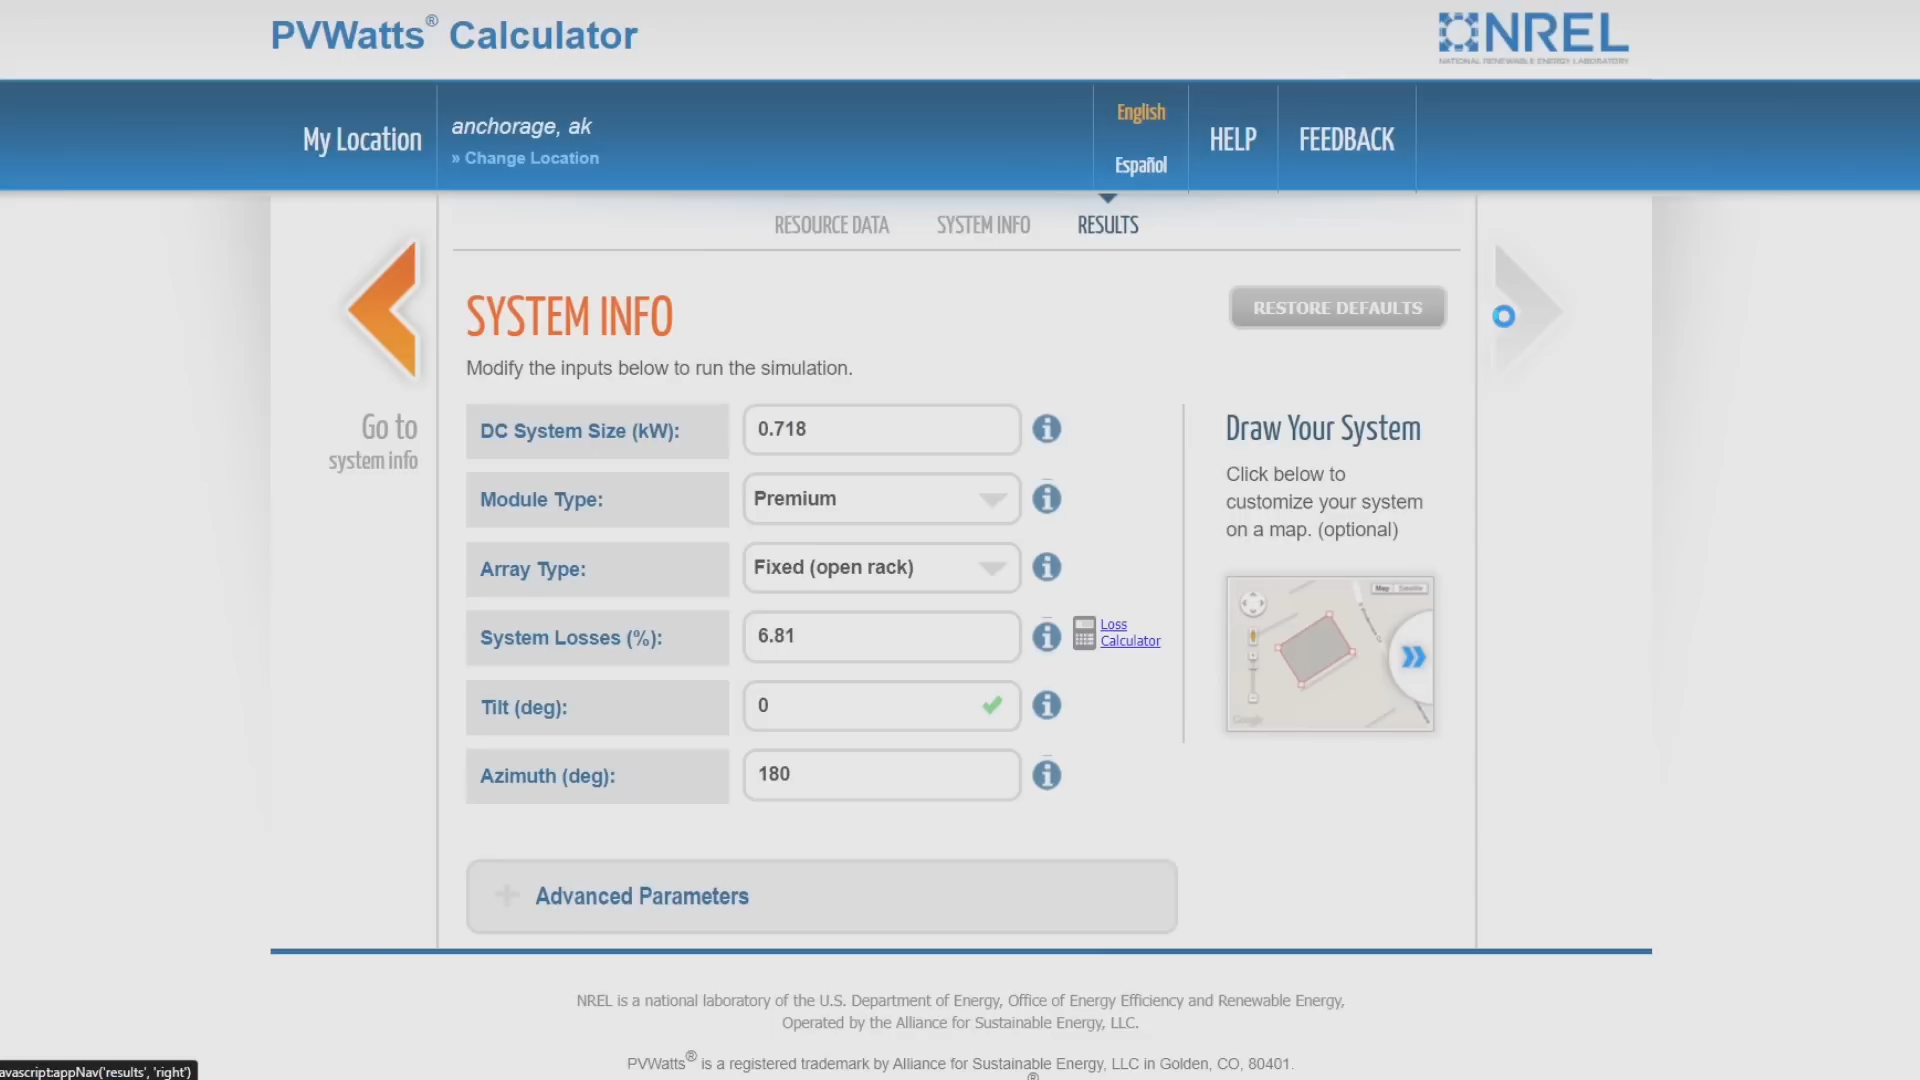 PVWatts® Calculator
NREL
NATIONAL RENEWABLE ENERGY LABORATORY
My Location
anchorage, ak
» Change Location
English
Español
HELP
FEEDBACK
RESOURCE DATA
SYSTEM INFO
RESULTS
Go to
system info
SYSTEM INFO
RESTORE DEFAULTS
Modify the inputs below to run the simulation.
DC System Size (kW):
0.718
Module Type:
Premium
Array Type:
Fixed (open rack)
System Losses (%):
6.81
Loss
Calculator
Tilt (deg):
0
Azimuth (deg):
180
Draw Your System
Click below to
customize your system
on a map. (optional)
Map
Google
Advanced Parameters
NREL is a national laboratory of the U.S. Department of Energy, Office of Energy Efficiency and Renewable Energy,
Operated by the Alliance for Sustainable Energy, LLC.
PVWatts® is a registered trademark by Alliance for Sustainable Energy, LLC in Golden, CO, 80401.
®
avascript:appNav('results', 'right')